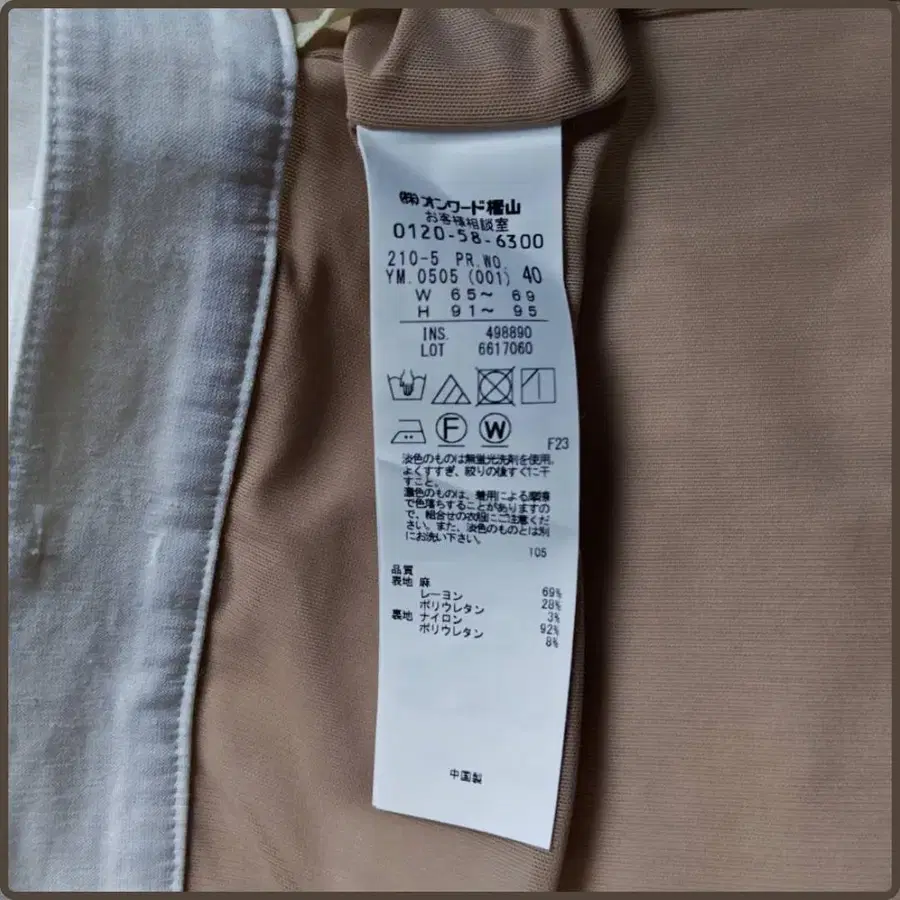 ㈱オンワード樫山
お客様相談室
0120-58-6300
210-5 PR.WO
YM.0505 (001) 40
W 65～ 69
H 91～ 95
INS. 498890
LOT 6617060
F W
F23
淡色のものは無蛍光洗剤を使用。
よくすすぎ、絞りの後すぐに干
すこと。
濃色のものは、着用による摩擦
で色落ちすることがありますの
で、組合せの衣服にご注意くだ
さい。また、淡色のものとは別
にお洗い下さい。
105
品質
表地 麻 69%
レーヨン 28%
ポリウレタン 3%
裏地 ナイロン 92%
ポリウレタン 8%
中国製